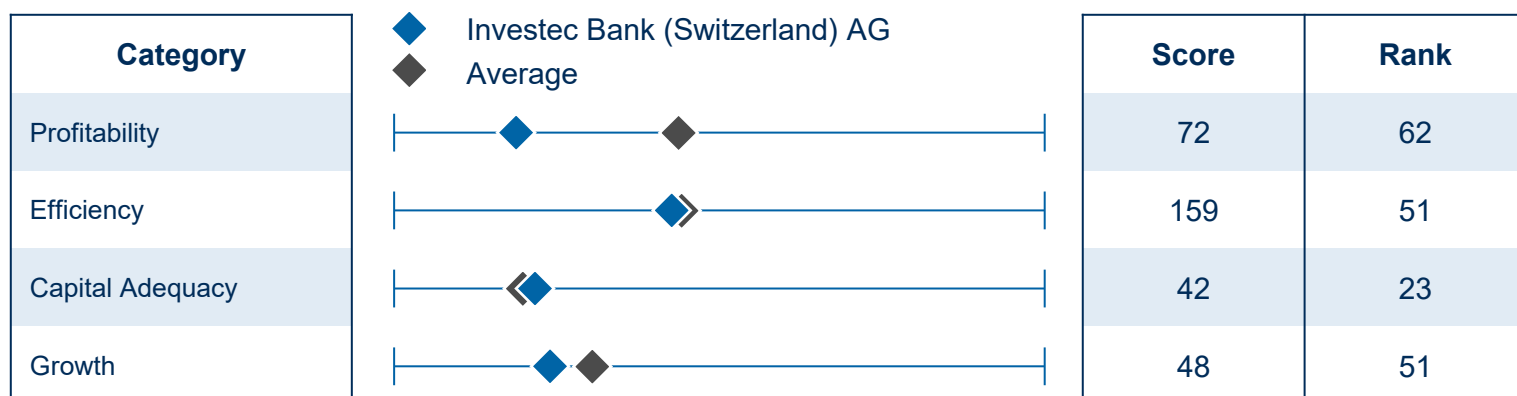 Category
Investec Bank (Switzerland) AG
Average
Score
Rank
Profitability
72
62
Efficiency
159
51
Capital Adequacy
42
23
Growth
48
51